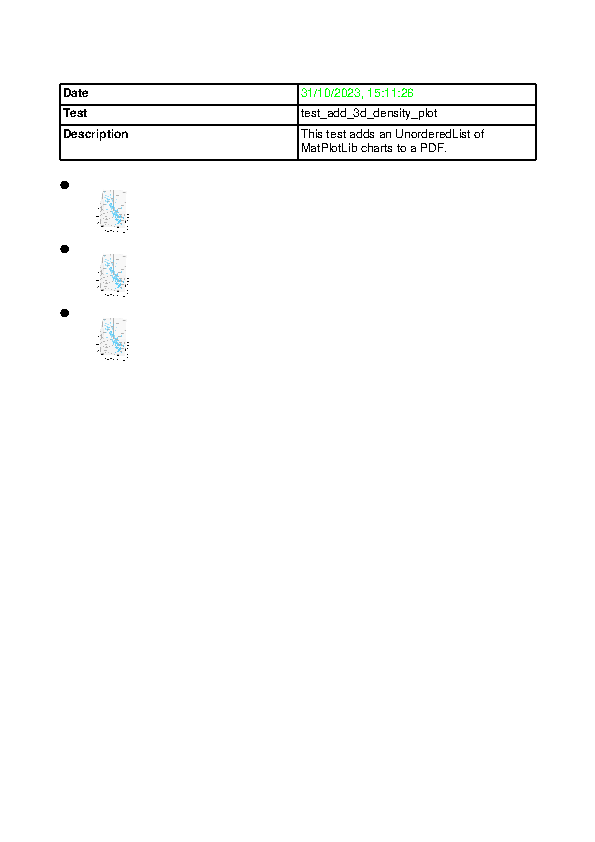 Date 31/10/2023, 15:11:26
Test test_add_3d_density_plot
Description This test adds an UnorderedList of
MatPlotLib charts to a PDF.